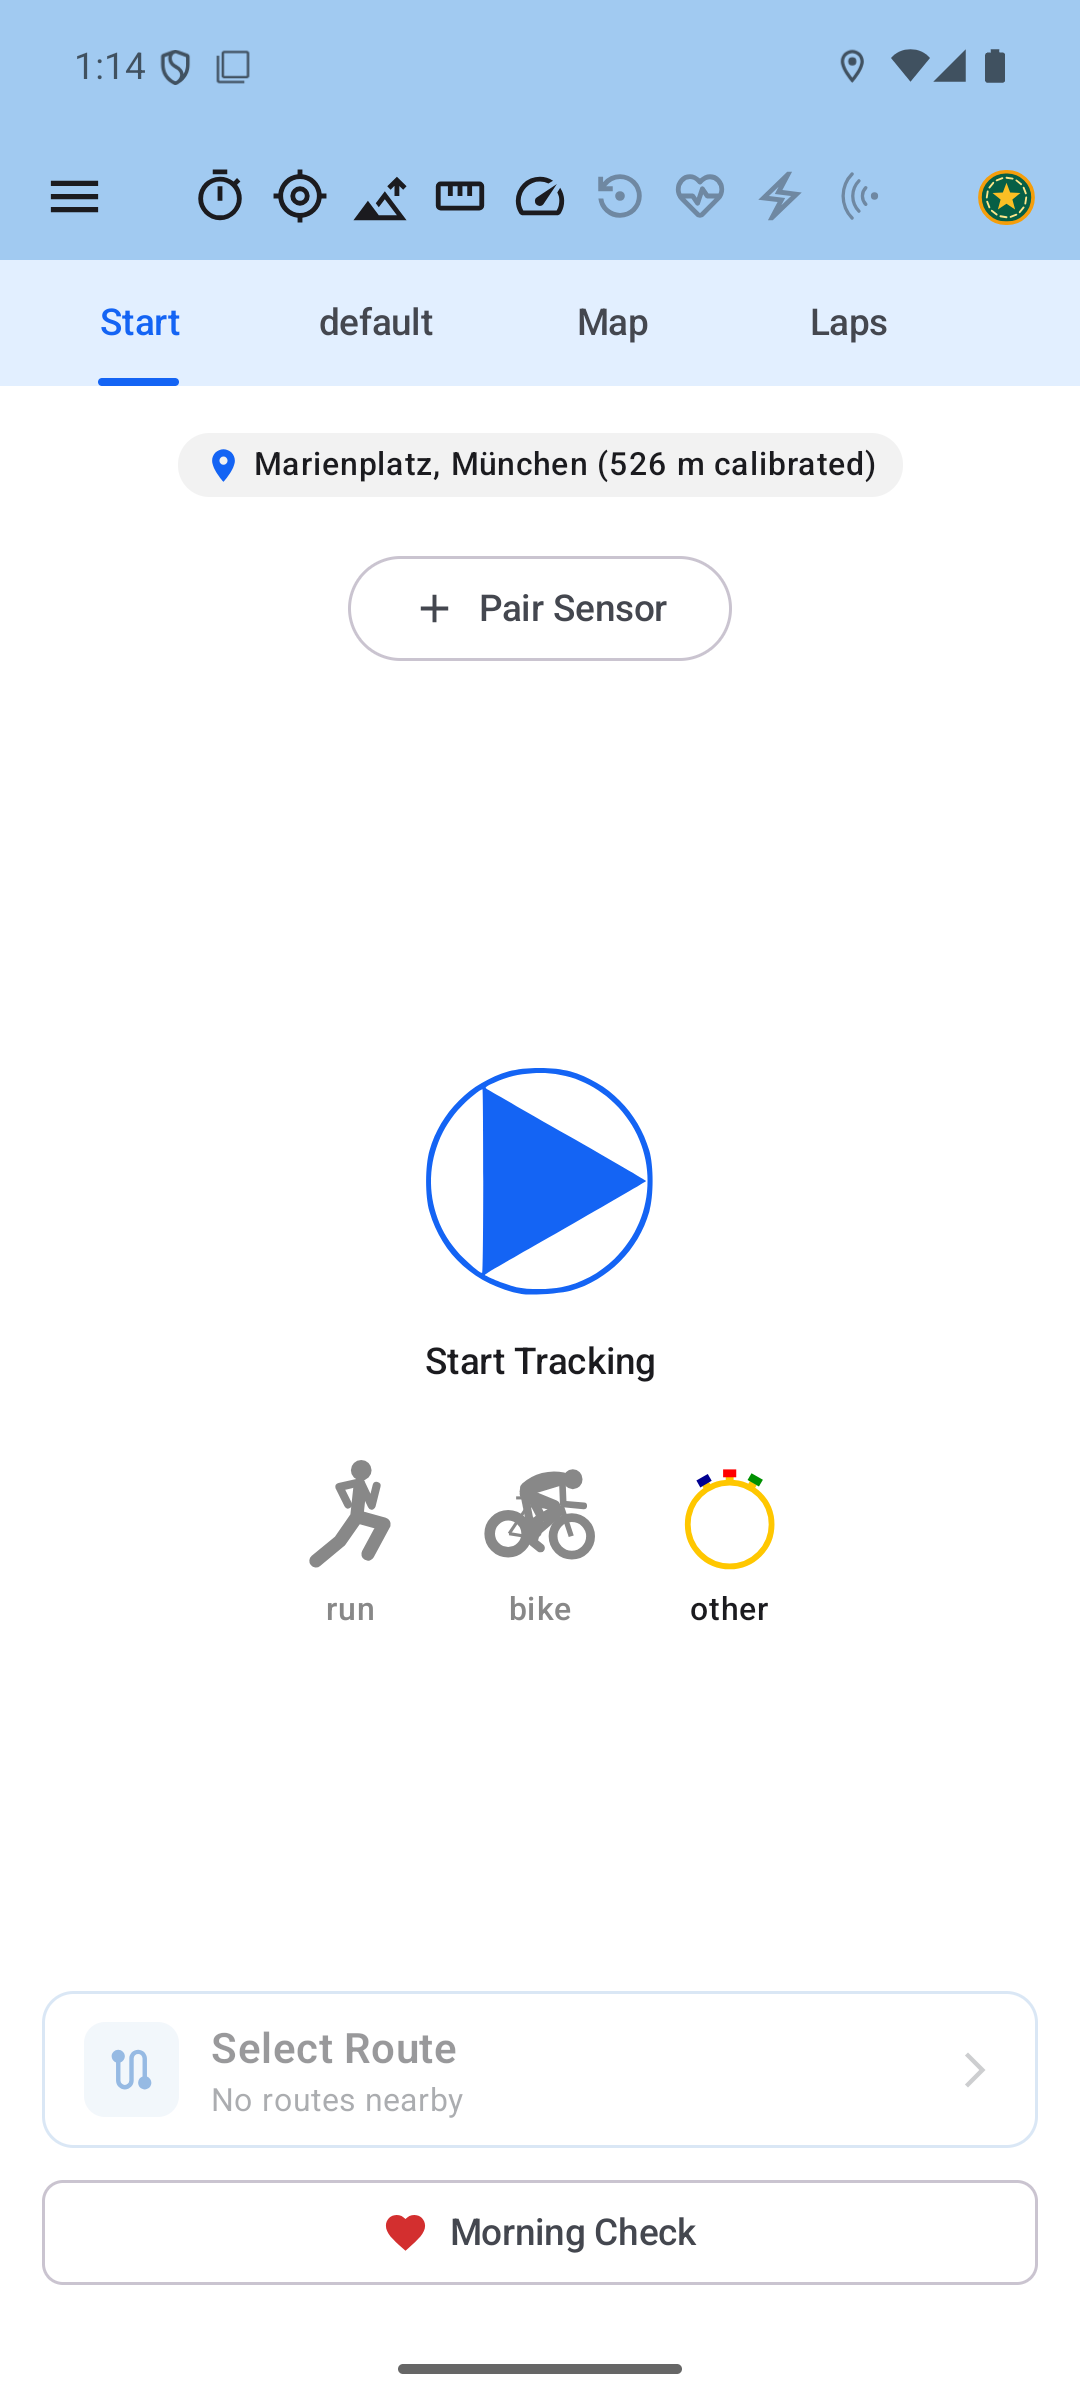 1:14
Start
default
Map
Laps
Marienplatz, München (526 m calibrated)
Pair Sensor
Start Tracking
run
bike
other
Select Route
No routes nearby
Morning Check